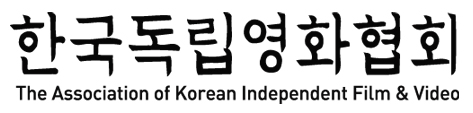 한국독립영화협회
The Association of Korean Independent Film & Video